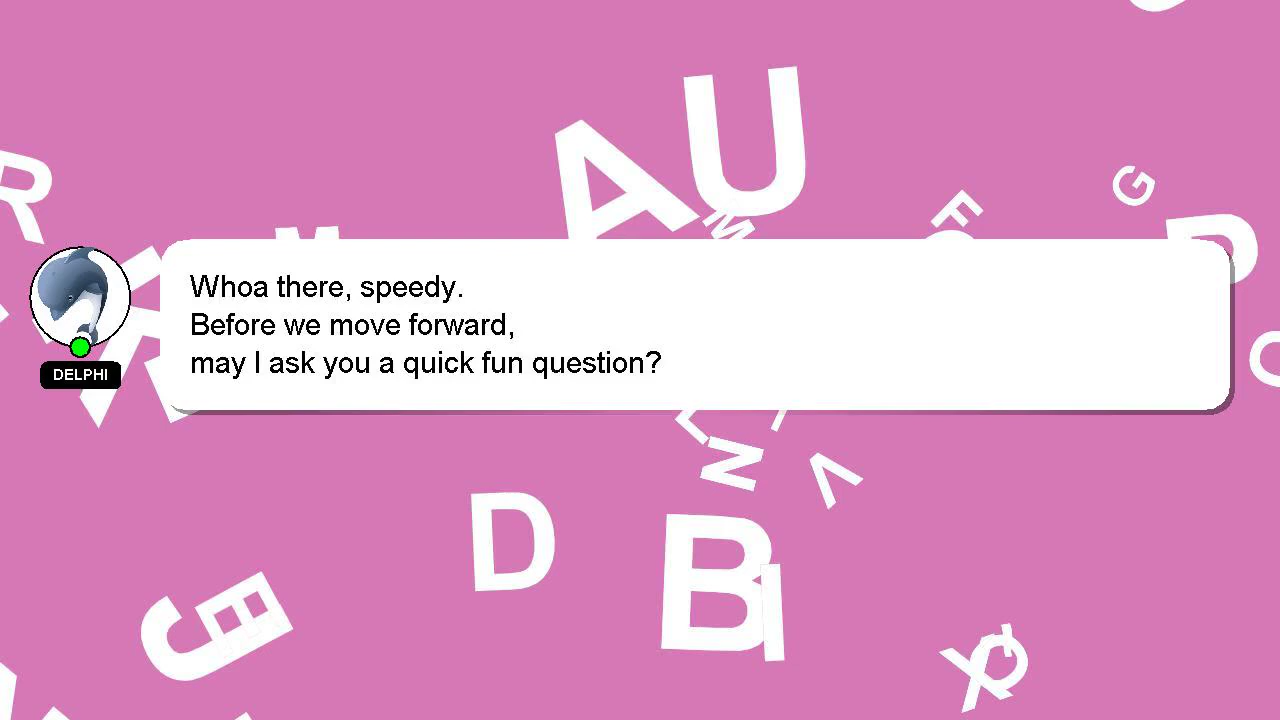 A U
R
M
M
F
G
D
Whoa there, speedy.
Before we move forward,
may I ask you a quick fun question?
DELPHI
L
N
V
D
B
I
J
E
X
Q